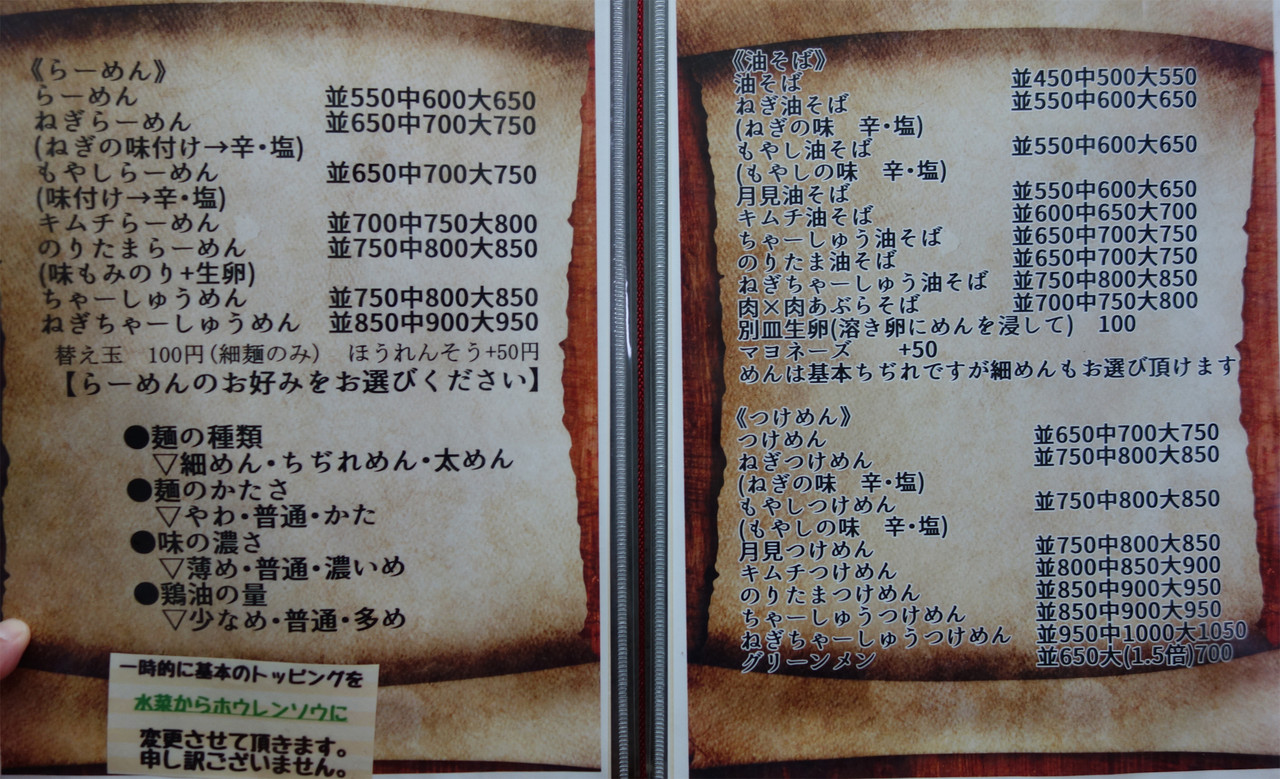 《らーめん》
らーめん 並550中600大650
ねぎらーめん 並650中700大750
(ねぎの味付け→辛・塩)
もやしらーめん 並650中700大750
(味付け→辛・塩)
キムチらーめん 並700中750大800
のりたまらーめん 並750中800大850
(味もみのり+生卵)
ちゃーしゅうめん 並750中800大850
ねぎちゃーしゅうめん 並850中900大950
替え玉 100円(細麺のみ) ほうれんそう+50円
【らーめんのお好みをお選びください】
●麺の種類
▽細めん・ちぢれめん・太めん
●麺のかたさ
▽やわ・普通・かた
●味の濃さ
▽薄め・普通・濃いめ
●鶏油の量
▽少なめ・普通・多め
一時的に基本のトッピングを
水菜からホウレンソウに
変更させて頂きます。
申し訳ございません。
《油そば》
油そば 並450中500大550
ねぎ油そば 並550中600大650
(ねぎの味 辛・塩)
もやし油そば 並550中600大650
(もやしの味 辛・塩)
月見油そば 並550中600大650
キムチ油そば 並600中650大700
ちゃーしゅう油そば 並650中700大750
のりたま油そば 並650中700大750
ねぎちゃーしゅう油そば 並750中800大850
肉×肉あぶらそば 並700中750大800
別皿生卵(溶き卵にめんを浸して) 100
マヨネーズ +50
めんは基本ちぢれですが細めんもお選び頂けます
《つけめん》
つけめん 並650中700大750
ねぎつけめん 並750中800大850
(ねぎの味 辛・塩)
もやしつけめん 並750中800大850
(もやしの味 辛・塩)
月見つけめん 並750中800大850
キムチつけめん 並800中850大900
のりたまつけめん 並850中900大950
ちゃーしゅうつけめん 並850中900大950
ねぎちゃーしゅうつけめん 並950中1000大1050
グリーンメン 並650大(1.5倍)700